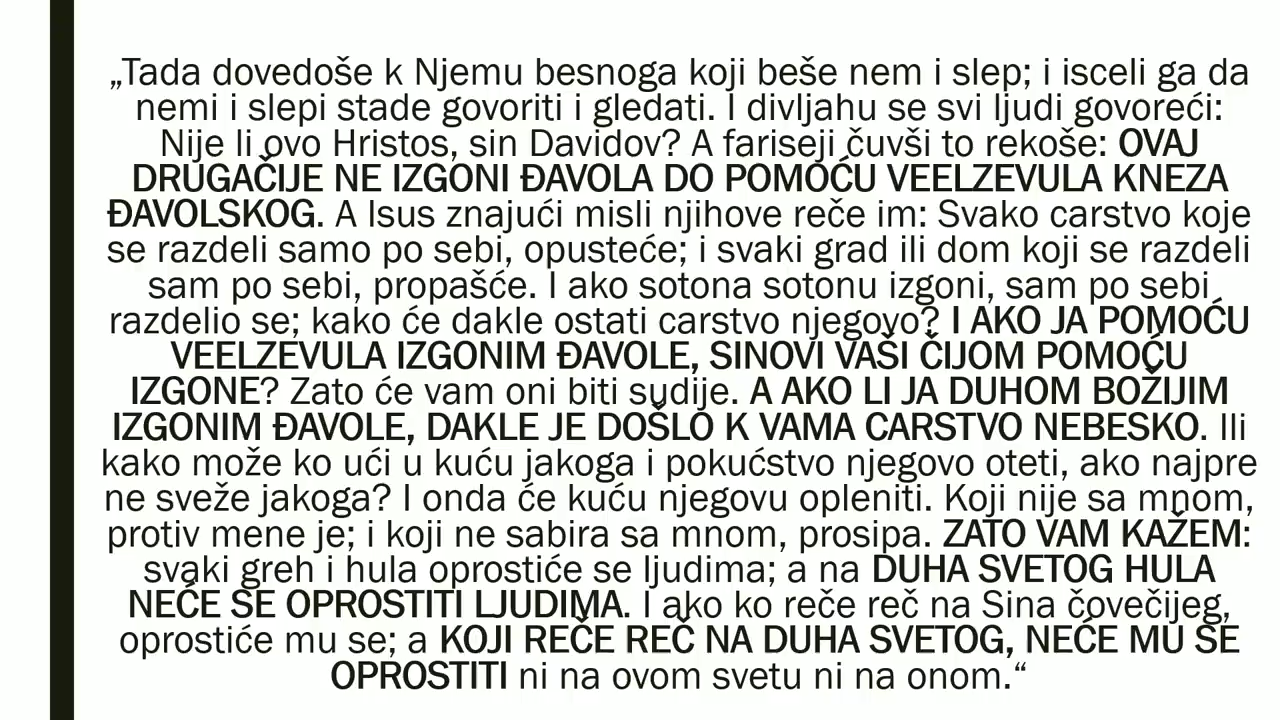 „Tada dovedoše k Njemu besnoga koji beše nem i slep; i isceli ga da
nemi i slepi stade govoriti i gledati. I divljahu se svi ljudi govoreći:
Nije li ovo Hristos, sin Davidov? A fariseji čuvši to rekoše: OVAJ
DRUGAČIJE NE IZGONI ĐAVOLA DO POMOĆU VEELZEVULA KNEZA
ĐAVOLSKOG. A Isus znajući misli njihove reče im: Svako carstvo koje
se razdeli samo po sebi, opusteće; i svaki grad ili dom koji se razdeli
sam po sebi, propašće. I ako sotona sotonu izgoni, sam po sebi
razdelio se; kako će dakle ostati carstvo njegovo? I AKO JA POMOĆU
VEELZEVULA IZGONIM ĐAVOLE, SINOVI VAŠI ČIJOM POMOĆU
IZGONE? Zato će vam oni biti sudije. A AKO LI JA DUHOM BOŽIJIM
IZGONIM ĐAVOLE, DAKLE JE DOŠLO K VAMA CARSTVO NEBESKO. Ili
kako može ko ući u kuću jakoga i pokućstvo njegovo oteti, ako najpre
ne sveže jakoga? I onda će kuću njegovu opleniti. Koji nije sa mnom,
protiv mene je; i koji ne sabira sa mnom, prosipa. ZATO VAM KAŽEM:
svaki greh i hula oprostiće se ljudima; a na DUHA SVETOG HULA
NEĆE SE OPROSTITI LJUDIMA. I ako ko reče reč na Sina čovečijeg,
oprostiće mu se; a KOJI REČE REČ NA DUHA SVETOG, NEĆE MU SE
OPROSTITI ni na ovom svetu ni na onom.“